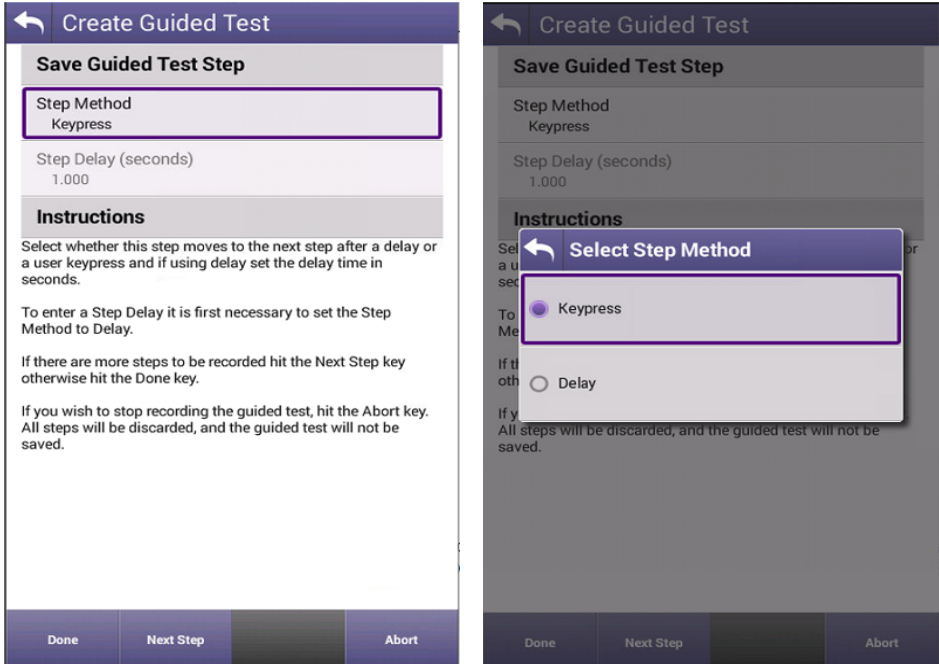 Create Guided Test
Save Guided Test Step
Step Method
Keypress
Step Delay (seconds)
1.000
Instructions
Select whether this step moves to the next step after a delay or
a user keypress and if using delay set the delay time in
seconds.
To enter a Step Delay it is first necessary to set the Step
Method to Delay.
If there are more steps to be recorded hit the Next Step key
otherwise hit the Done key.
If you wish to stop recording the guided test, hit the Abort key.
All steps will be discarded, and the guided test will not be
saved.
Done Next Step Abort
Create Guided Test
Save Guided Test Step
Step Method
Keypress
Step Delay (seconds)
1.000
Instructions
Select Step Method
Keypress
Delay
All steps will be discarded, and the guided test will not be
saved.
Done Next Step Abort